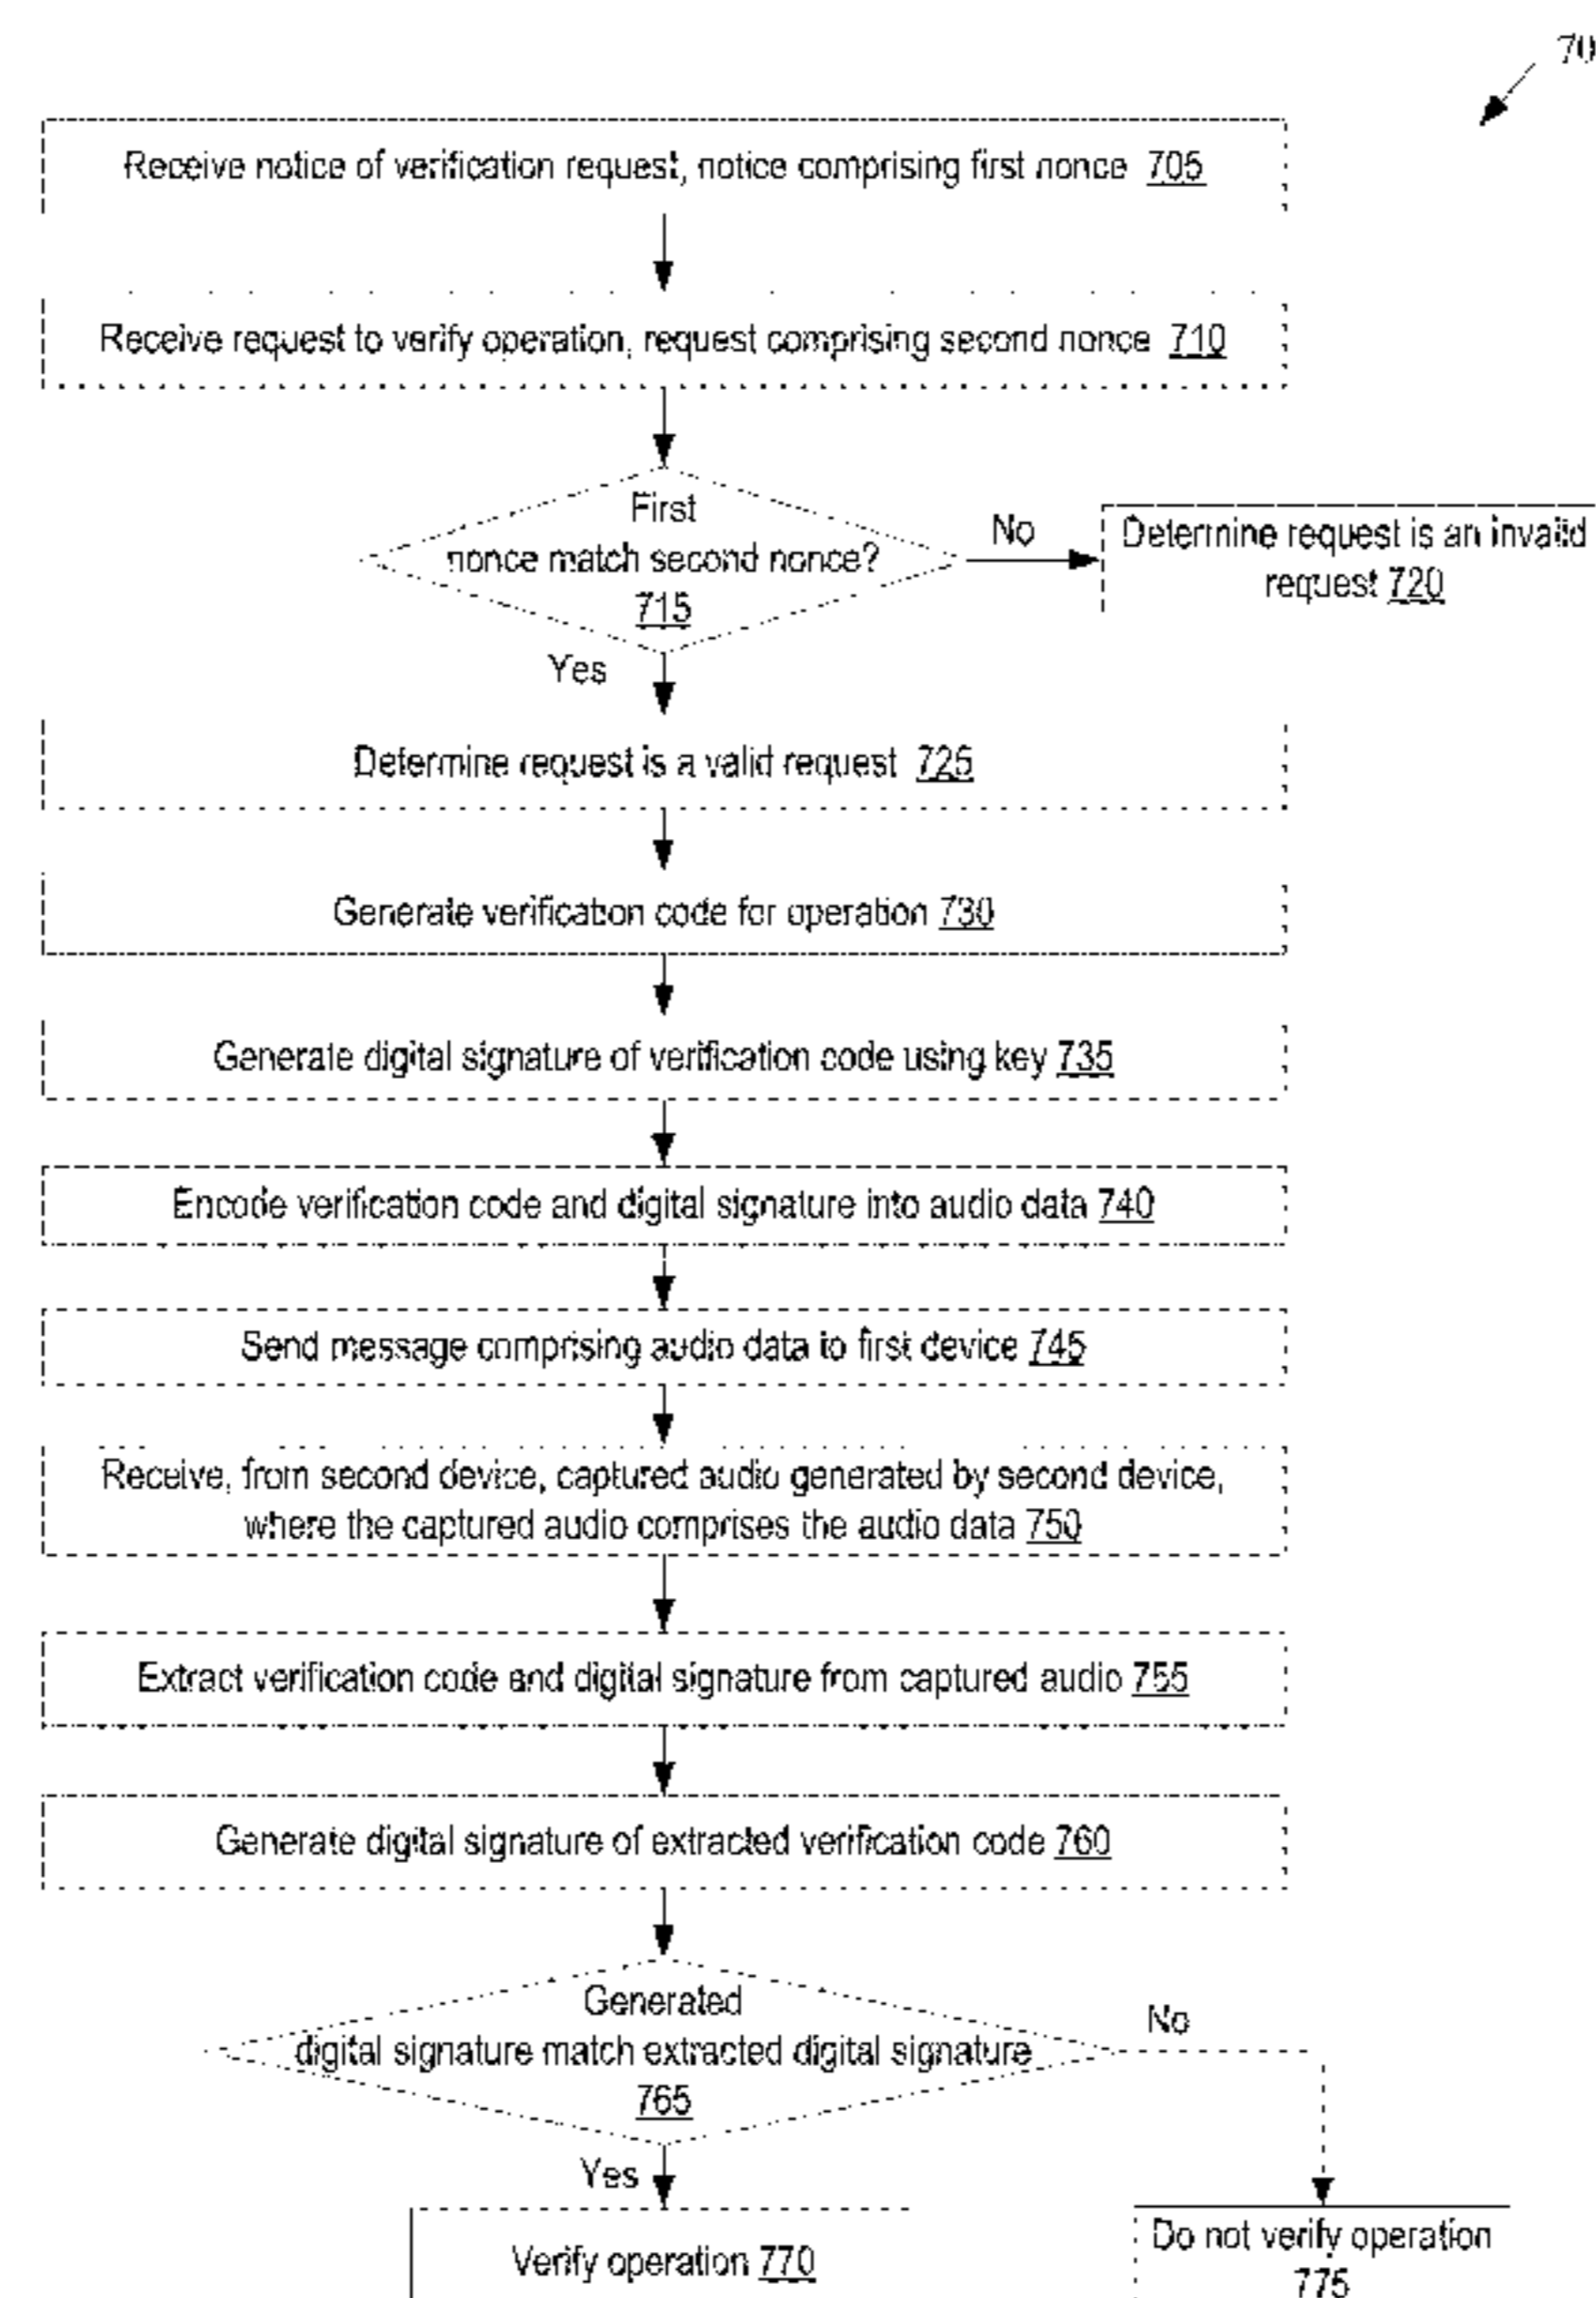 70
Receive notice of verification request, notice comprising first nonce 705
Receive request to verify operation, request comprising second nonce 710
First
nonce match second nonce?
715
No
Determine request is an invalid
request 720
Yes
Determine request is a valid request 725
Generate verification code for operation 730
Generate digital signature of verification code using key 735
Encode verification code and digital signature into audio data 740
Send message comprising audio data to first device 745
Receive, from second device, captured audio generated by second device,
where the captured audio comprises the audio data 750
Extract verification code and digital signature from captured audio 755
Generate digital signature of extracted verification code 760
Generated
digital signature match extracted digital signature
765
No
Yes
Verify operation 770
Do not verify operation
775